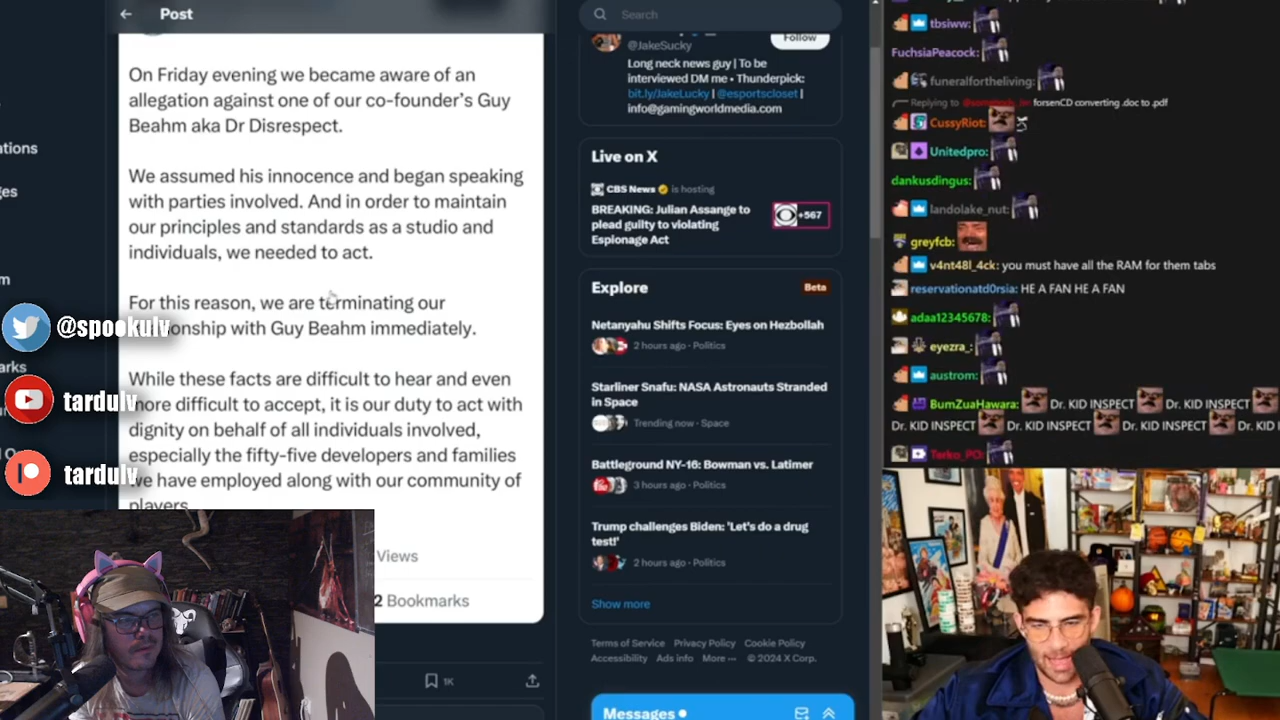 Post
On Friday evening we became aware of an
allegation against one of our co-founder's Guy
Beahm aka Dr Disrespect.
We assumed his innocence and began speaking
with parties involved. And in order to maintain
our principles and standards as a studio and
individuals, we needed to act.
For this reason, we are terminating our
ionship with Guy Beahm immediately.
While these facts are difficult to hear and even
more difficult to accept, it is our duty to act with
dignity on behalf of all individuals involved,
especially the fifty-five developers and families
we have employed along with our community of
players.
Views
2 Bookmarks
1K
@spookulv
tardulv
tardulv
Search
@JakeSucky
Follow
Long neck news guy | To be
interviewed DM me • Thunderpick:
bit.ly/JakeLucky | @esportscloset |
info@gamingworldmedia.com
Live on X
CBS News is hosting
BREAKING: Julian Assange to
plead guilty to violating
Espionage Act
+567
Explore
Beta
Netanyahu Shifts Focus: Eyes on Hezbollah
2 hours ago · Politics
Starliner Snafu: NASA Astronauts Stranded
in Space
Trending now · Space
Battleground NY-16: Bowman vs. Latimer
3 hours ago · Politics
Trump challenges Biden: 'Let's do a drug
test!'
2 hours ago · Politics
Show more
Terms of Service Privacy Policy Cookie Policy
Accessibility Ads info More ··· © 2024 X Corp.
Messages
tbsiww:
FuchsiaPeacock:
funeralfortheliving:
Replying to forsenCD converting .doc to .pdf
CussyRiot:
Unitedpro:
dankusdingus:
landolake_nut:
greyfcb:
v4nt48l_4ck: you must have all the RAM for them tabs
reservationatd0rsia: HE A FAN HE A FAN
adaa12345678:
eyezra_:
austrom:
BumZuaHawara: Dr. KID INSPECT Dr. KID INSPECT
Dr. KID INSPECT Dr. KID INSPECT Dr. KID INSPECT Dr. KID I
Terko_PO: